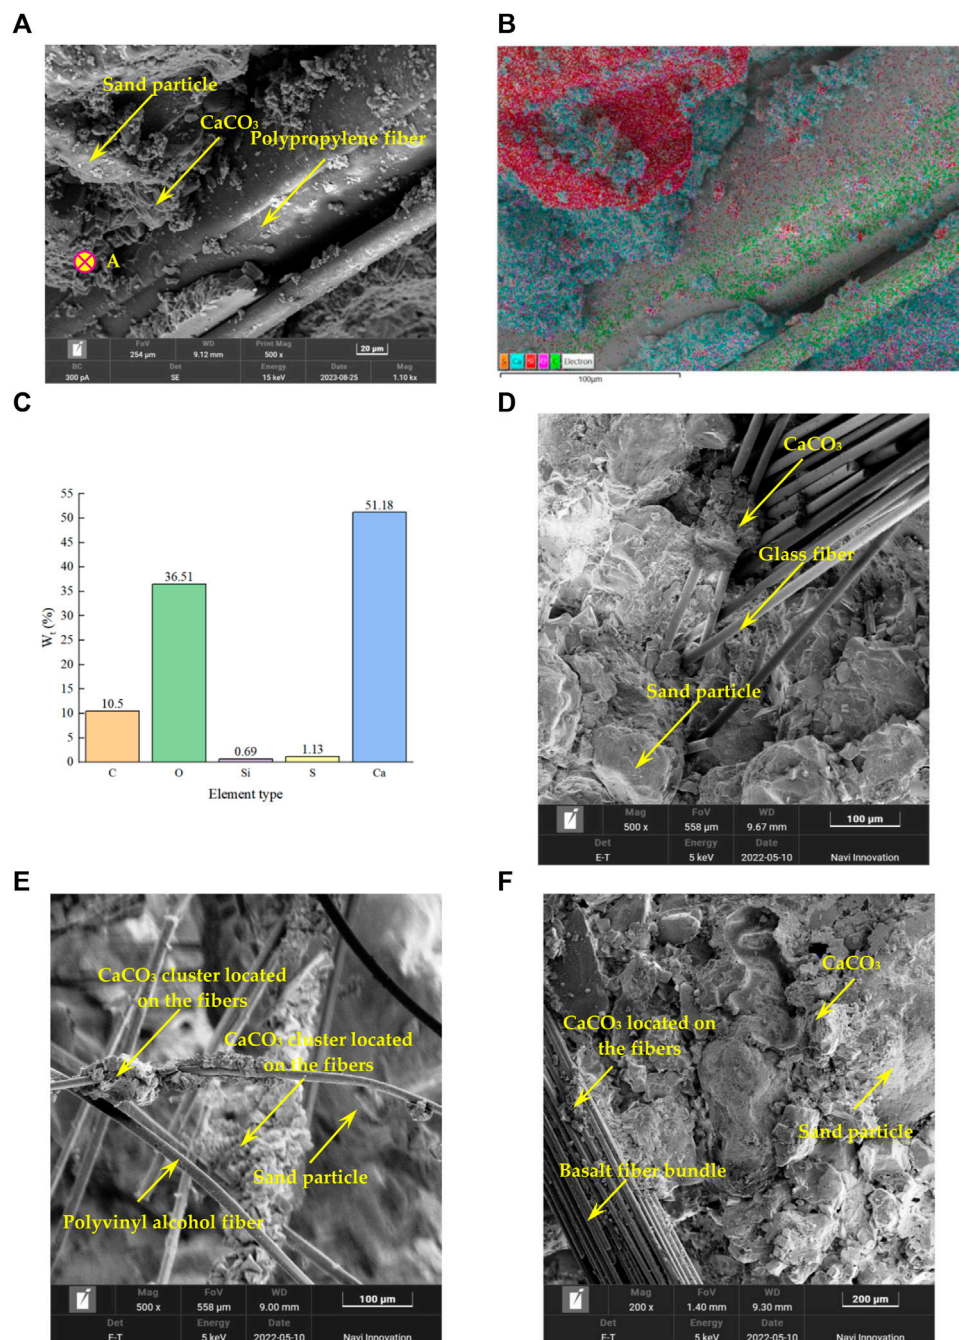 A
Sand particle
CaCO₃
Polypropylene fiber
A
FoV
WD
Print Mag
20 µm
254 µm
9.12 mm
500 x
BC
Det
Energy
Date
Mag
300 pA
SE
15 keV
2023-08-25
1.10 kx
B
Ca
Electron
100µm
C
Wt (%)
55
50
45
40
35
30
25
20
15
10
5
0
10.5
36.51
0.69
1.13
51.18
C
O
Si
S
Ca
Element type
D
CaCO₃
Glass fiber
Sand particle
Mag
FoV
WD
100 µm
500 x
558 µm
9.67 mm
Det
Energy
Date
E-T
5 keV
2022-05-10
Navi Innovation
E
CaCO₃ cluster located
on the fibers
CaCO₃ cluster located
on the fibers
Sand particle
Polyvinyl alcohol fiber
Mag
FoV
WD
100 µm
500 x
558 µm
9.00 mm
Det
Energy
Date
E-T
5 keV
2022-05-10
Navi Innovation
F
CaCO₃
CaCO₃ located on
the fibers
Sand particle
Basalt fiber bundle
Mag
FoV
WD
200 µm
200 x
1.40 mm
9.30 mm
Det
Energy
Date
E-T
5 keV
2022-05-10
Navi Innovation